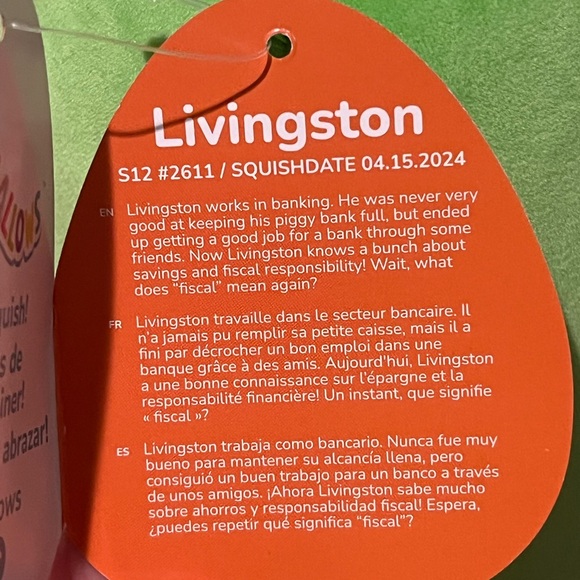 Livingston
S12 #2611 / SQUISHDATE 04.15.2024
EN Livingston works in banking. He was never very
good at keeping his piggy bank full, but ended
up getting a good job for a bank through some
friends. Now Livingston knows a bunch about
savings and fiscal responsibility! Wait, what
does "fiscal" mean again?
FR Livingston travaille dans le secteur bancaire. Il
n'a jamais pu remplir sa petite caisse, mais il a
fini par décrocher un bon emploi dans une
banque grâce à des amis. Aujourd'hui, Livingston
a une bonne connaissance sur l'épargne et la
responsabilité financière! Un instant, que signifie
« fiscal »?
ES Livingston trabaja como bancario. Nunca fue muy
bueno para mantener su alcancía llena, pero
consiguió un buen trabajo para un banco a través
de unos amigos. ¡Ahora Livingston sabe mucho
sobre ahorros y responsabilidad fiscal! Espera,
¿puedes repetir qué significa "fiscal"?
uish!
s de
iner!
abrazar!
ows